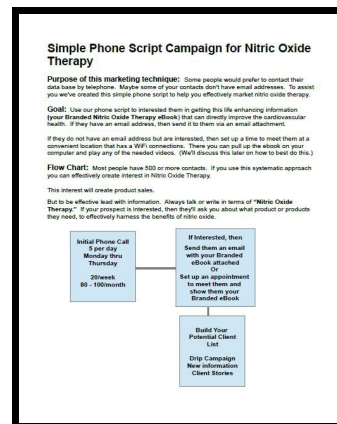 Simple Phone Script Campaign for Nitric Oxide
Therapy
Purpose of this marketing technique: Some people would prefer to contact their
data base by telephone. Maybe some of your contacts don't have email addresses. To assist
you we've created this simple phone script to help you effectively market nitric oxide therapy.
Goal: Use our phone script to interested them in getting this life enhancing information
(your Branded Nitric Oxide Therapy eBook) that can directly improve the cardiovascular
health. If they have an email address, then send it to them via an email attachment.
If they do not have an email address but are interested, then set up a time to meet them at a
convenient location that has a WiFi connections. There you can pull up the ebook on your
computer and play any of the needed videos. (We'll discuss this later on how to best do this.)
Flow Chart: Most people have 500 or more contacts. If you use this systematic approach
you can effectively create interest in Nitric Oxide Therapy.
This interest will create product sales.
But to be effective lead with information. Always talk or write in terms of "Nitric Oxide
Therapy." If your prospect is interested, then they'll ask you about what product or products
they need, to effectively harness the benefits of nitric oxide.
Initial Phone Call
5 per day
Monday thru
Thursday
20/week
80 - 100/month
If Interested, then
Send them an email
with your Branded
eBook attached
Or
Set up an appointment
to meet them and
show them your
Branded eBook
Build Your
Potential Client
List
Drip Campaign
New information
Client Stories